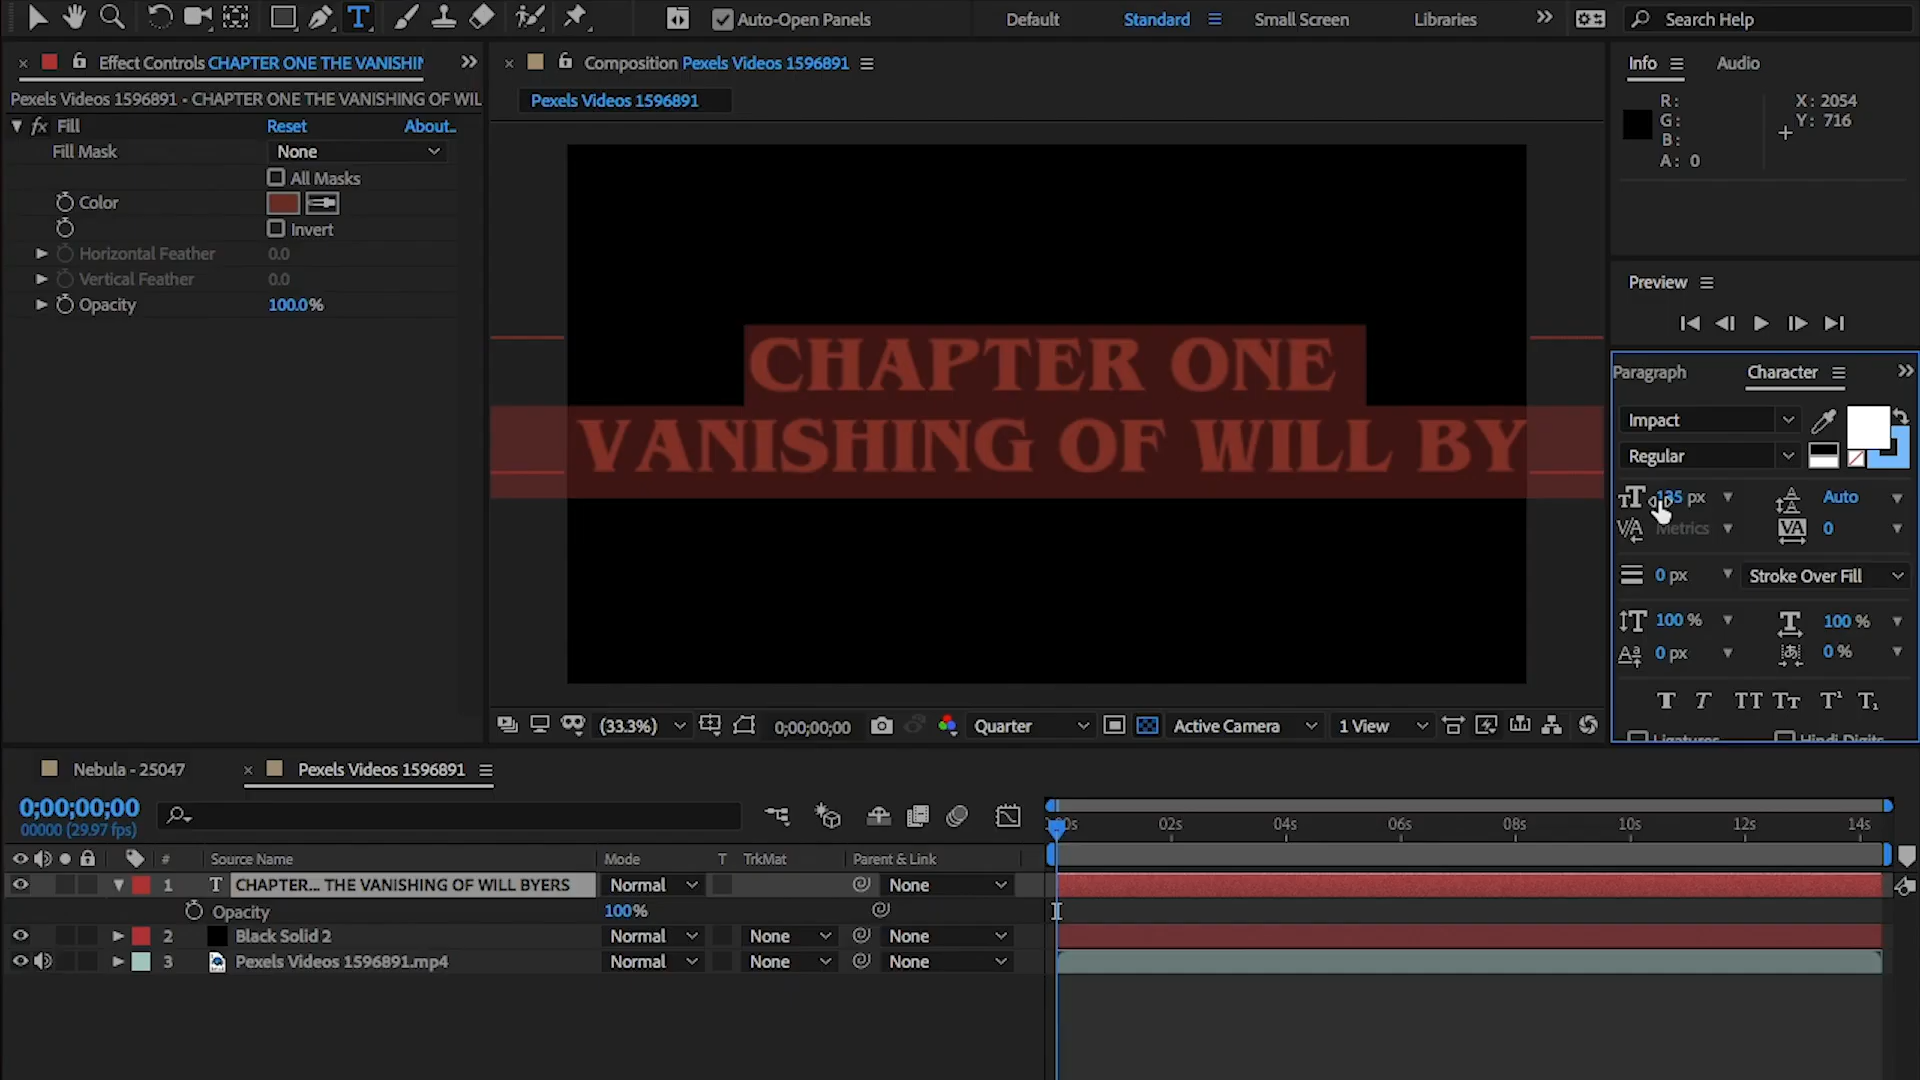 Auto-Open Panels
Default
Standard
Small Screen
Libraries
Search Help
Effect Controls CHAPTER ONE THE VANISHIN
Pexels Videos 1596891 - CHAPTER ONE THE VANISHING OF WIL
fx Fill
Reset
About...
Fill Mask
None
All Masks
Color
Invert
Horizontal Feather
0.0
Vertical Feather
0.0
Opacity
100.0%
Composition Pexels Videos 1596891
Pexels Videos 1596891
CHAPTER ONE
VANISHING OF WILL BY
(33.3%)
0;00;00;00
Quarter
Active Camera
1 View
Info
Audio
R:
G:
B:
A: 0
X: 2054
Y: 716
Preview
Paragraph
Character
Impact
Regular
px
Auto
Metrics
0
0 px
Stroke Over Fill
100 %
100 %
0 px
0 %
Ligatures
Hindi Digits
Nebula - 25047
Pexels Videos 1596891
0;00;00;00
00000 (29.97 fps)
02s
04s
06s
08s
10s
12s
14s
#
Source Name
Mode
T
TrkMat
Parent & Link
1
T
CHAPTER... THE VANISHING OF WILL BYERS
Normal
None
Opacity
100%
2
Black Solid 2
Normal
None
None
3
Pexels Videos 1596891.mp4
Normal
None
None